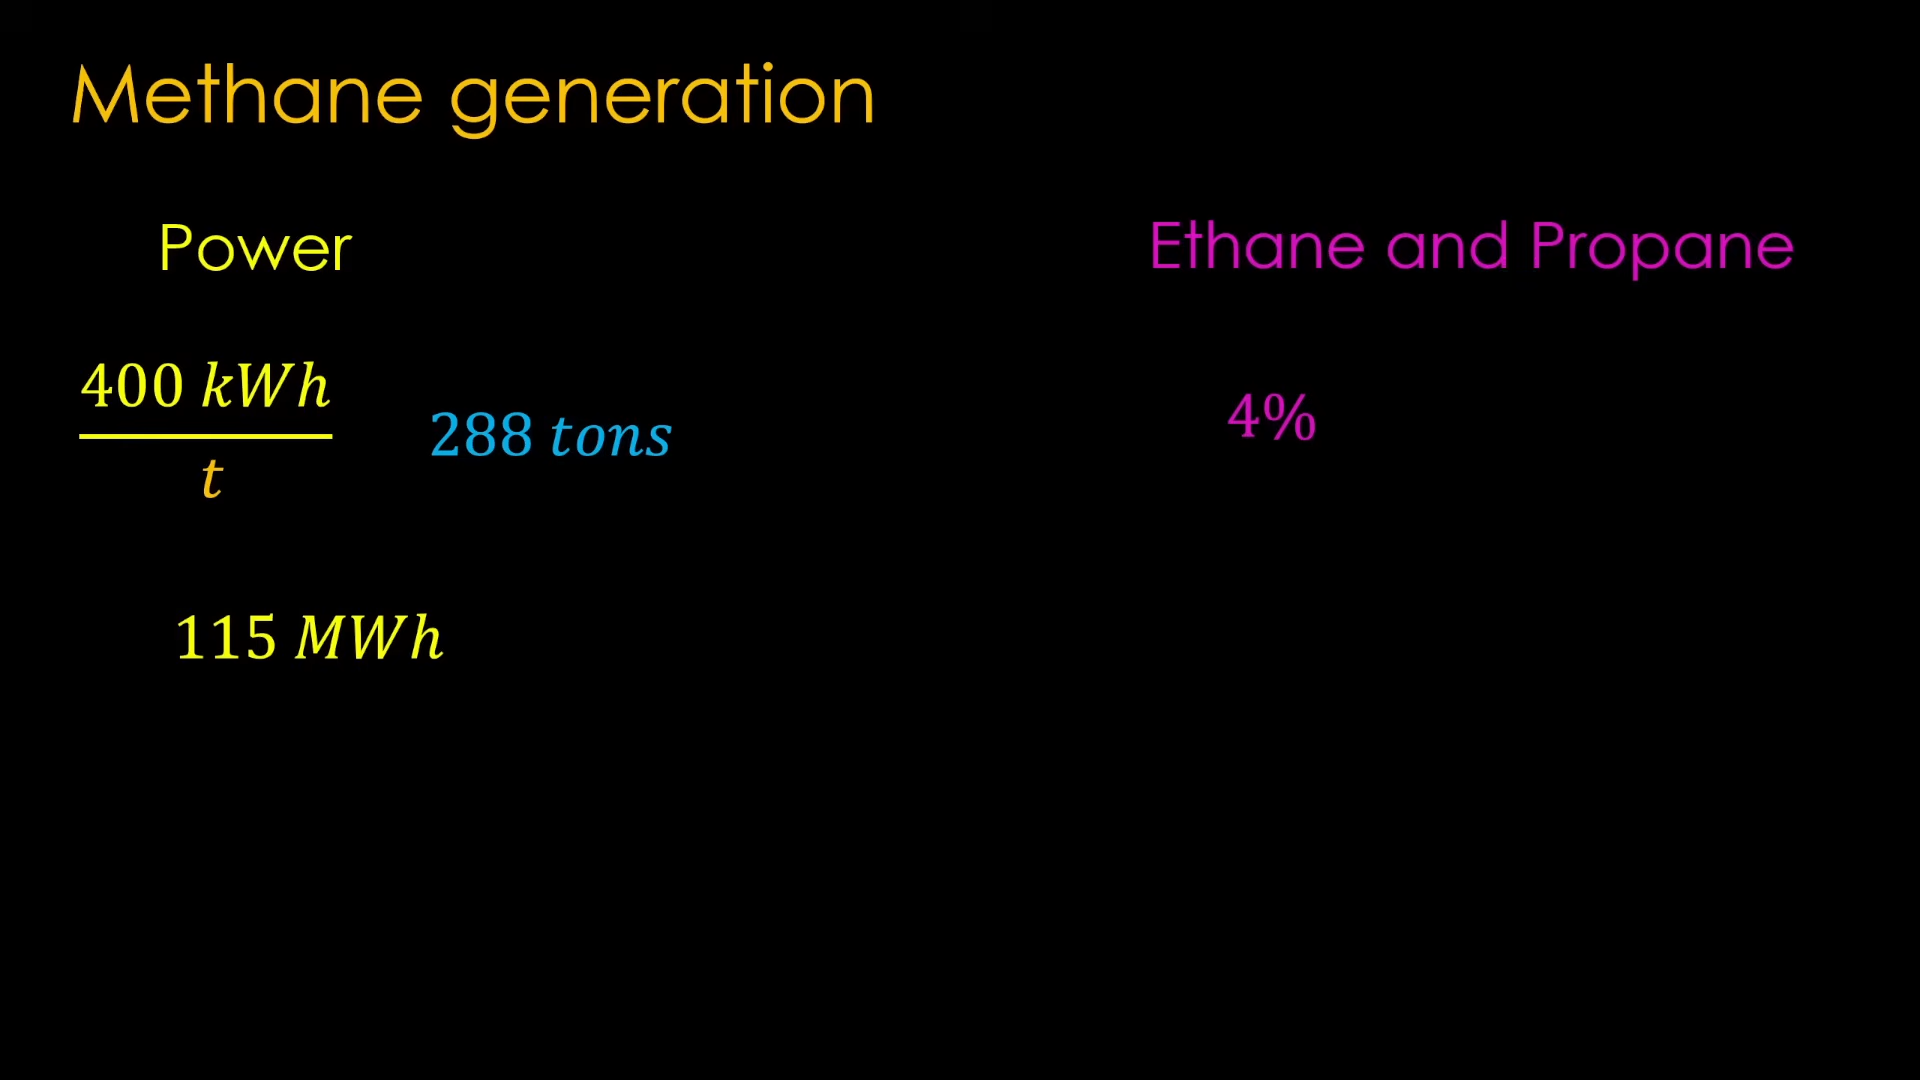 Methane generation
Power
Ethane and Propane
400 kWh
t
288 tons
4%
115 MWh